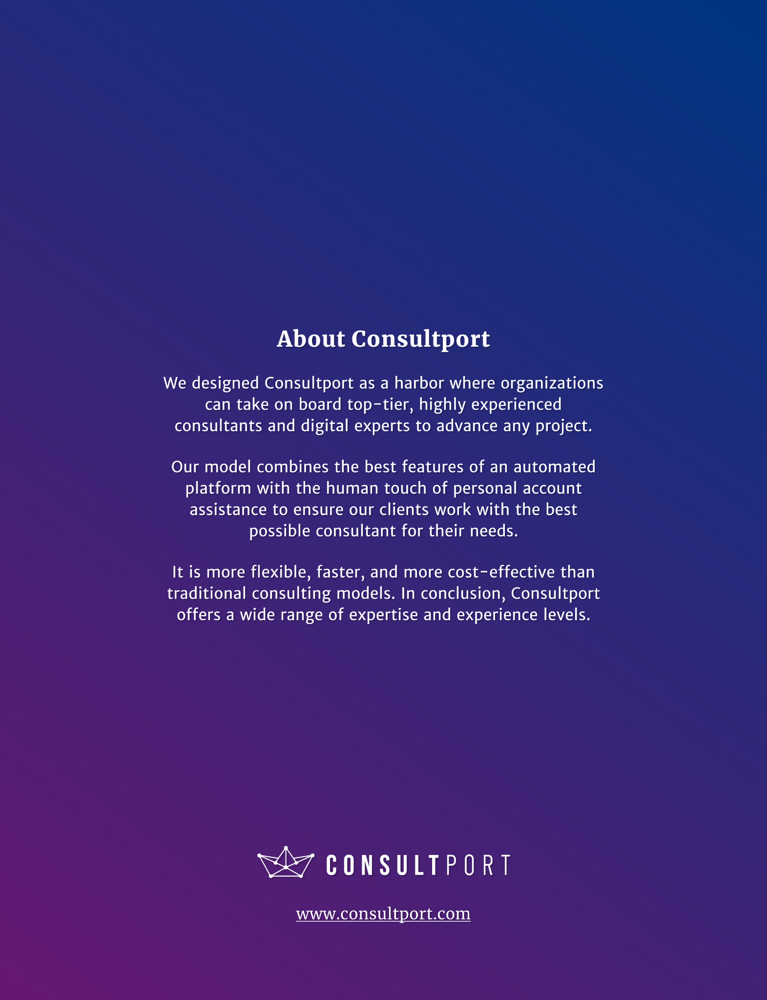 About Consultport
We designed Consultport as a harbor where organizations
can take on board top-tier, highly experienced
consultants and digital experts to advance any project.
Our model combines the best features of an automated
platform with the human touch of personal account
assistance to ensure our clients work with the best
possible consultant for their needs.
It is more flexible, faster, and more cost-effective than
traditional consulting models. In conclusion, Consultport
offers a wide range of expertise and experience levels.
CONSULTPORT
www.consultport.com